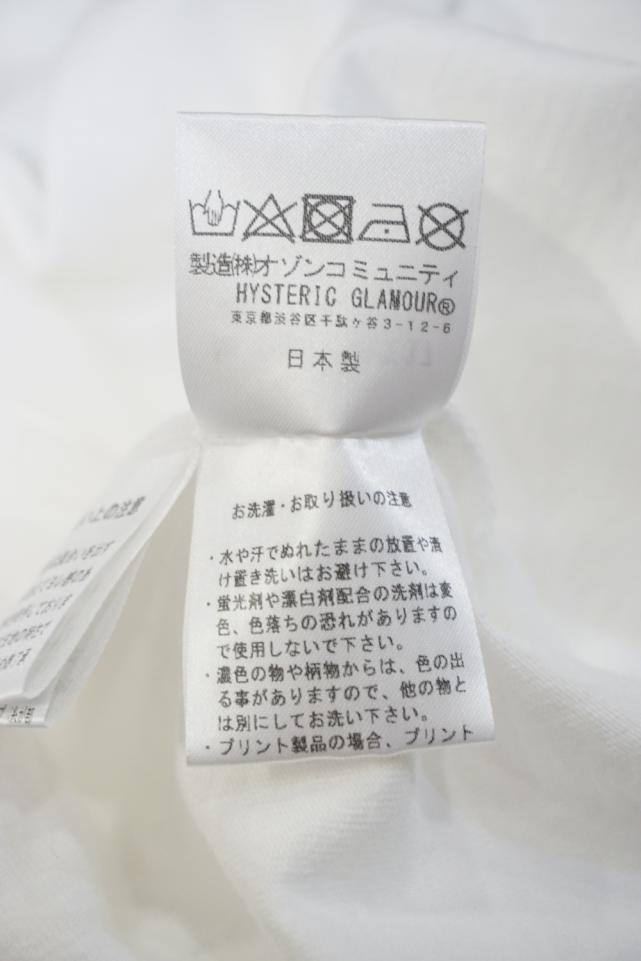 製造(株)オゾンコミュニティ
HYSTERIC GLAMOUR®
東京都渋谷区千駄ヶ谷3-12-6
日本製
お洗濯・お取り扱いの注意
・水や汗でぬれたままの放置や漬
け置き洗いはお避け下さい。
・蛍光剤や漂白剤配合の洗剤は変
色、色落ちの恐れがありますの
で使用しないで下さい。
・濃色の物や柄物からは、色の出
る事がありますので、他の物と
は別にしてお洗い下さい。
・プリント製品の場合、プリント
上の注意